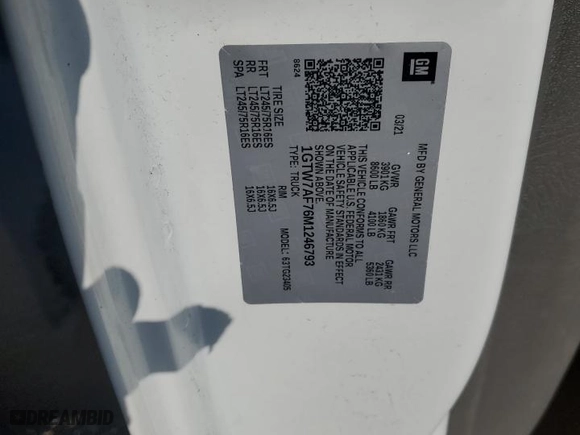 GM
MFD BY GENERAL MOTORS LLC
03/21
GVWR
3901 KG
8600 LB
GAWR FRT
1860 KG
4100 LB
GAWR RR
2431 KG
5360 LB
THIS VEHICLE CONFORMS TO ALL
APPLICABLE U.S. FEDERAL MOTOR
VEHICLE SAFETY STANDARDS IN EFFECT
ON THE DATE OF MANUFACTURE
SHOWN ABOVE.
1GTW7AF76M1246793
TYPE: TRUCK
MODEL: 63TG23405
8624
TIRE SIZE
RIM
FRT LT245/75R16ES 16X6.5J
RR LT245/75R16ES 16X6.5J
SPA LT245/75R16ES 16X6.5J
DREAMBID